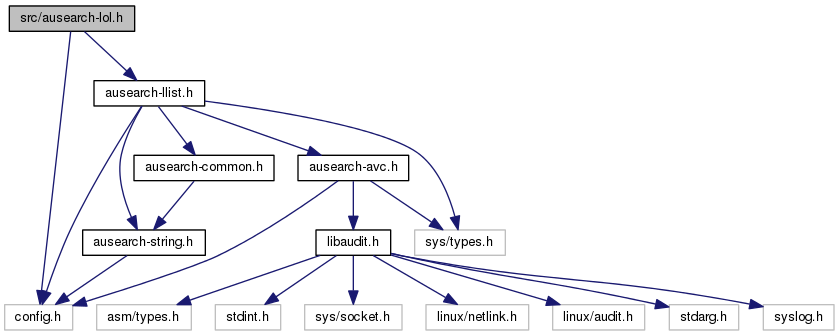 src/ausearch-lol.h
ausearch-llist.h
ausearch-common.h
ausearch-avc.h
ausearch-string.h
libaudit.h
sys/types.h
config.h
asm/types.h
stdint.h
sys/socket.h
linux/netlink.h
linux/audit.h
stdarg.h
syslog.h